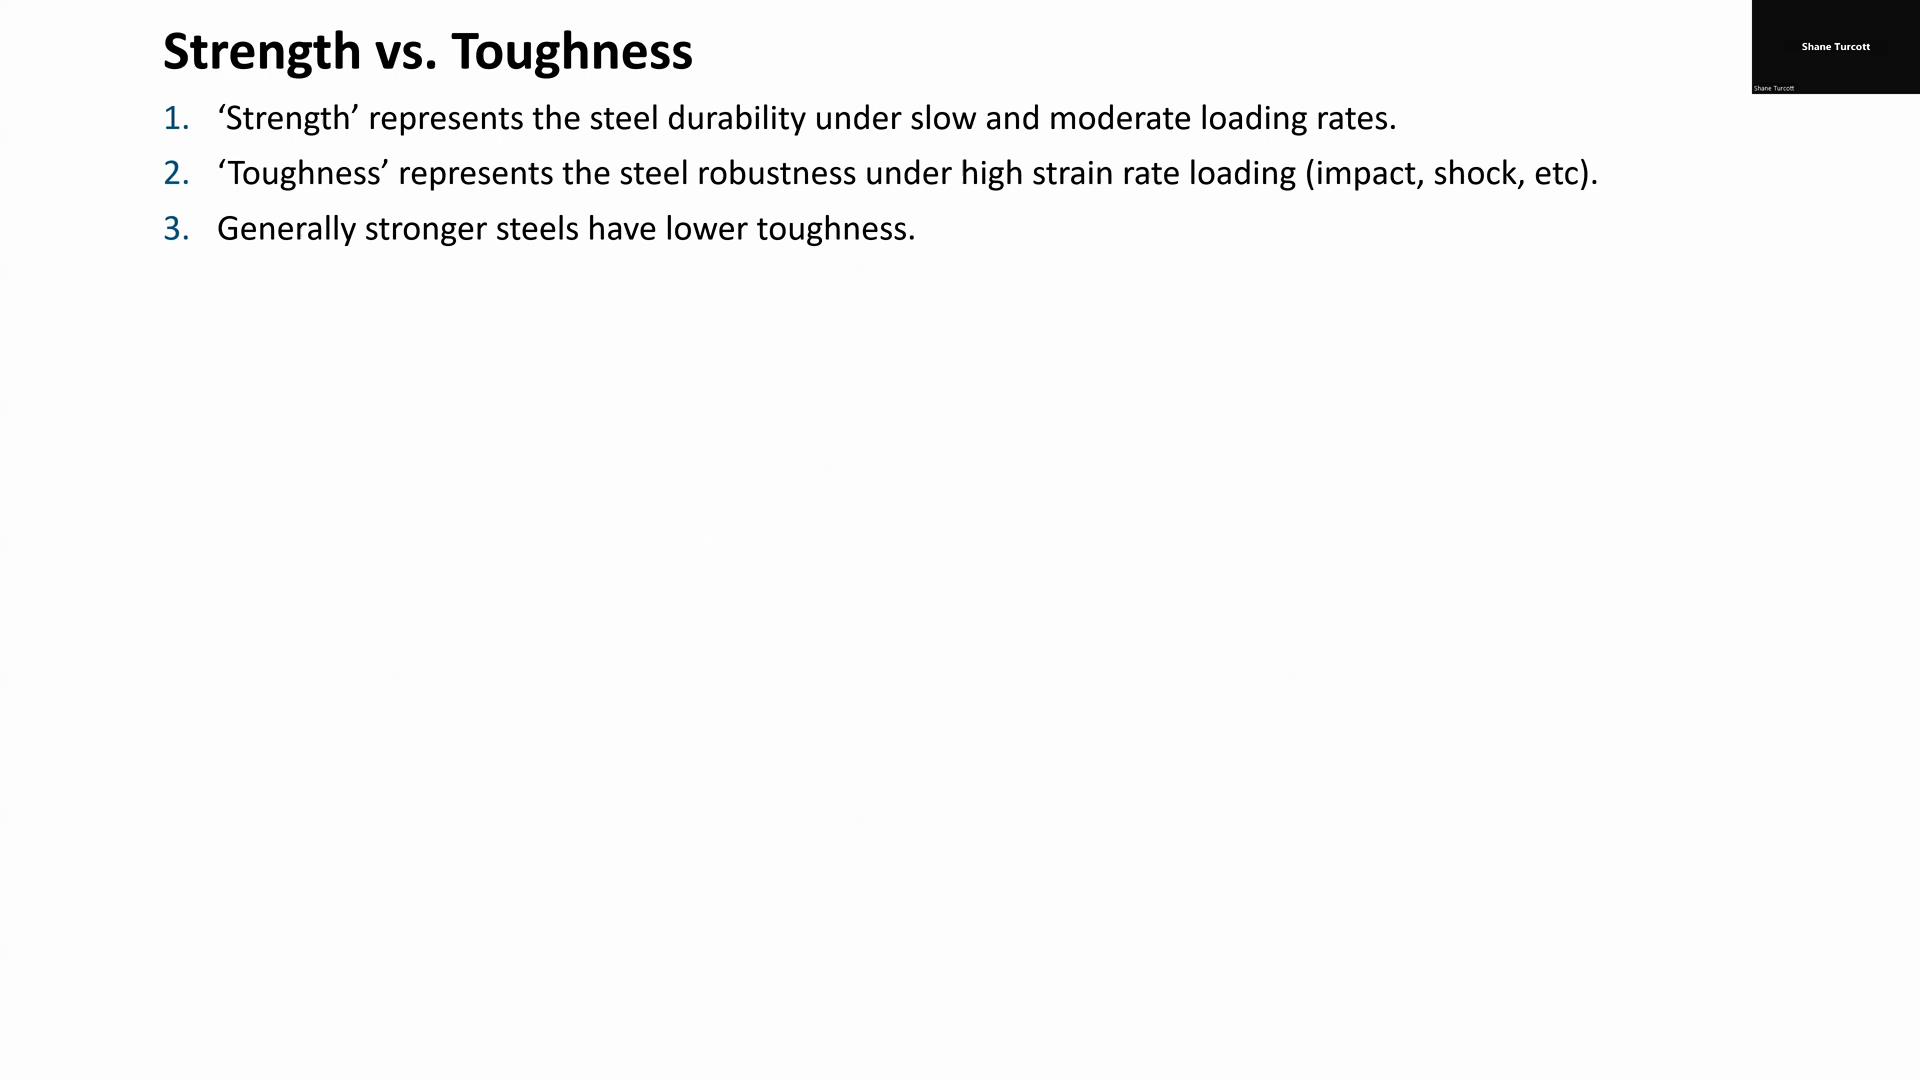 Strength vs. Toughness
Shane Turcott
Shane Turcott
1. ‘Strength’ represents the steel durability under slow and moderate loading rates.
2. ‘Toughness’ represents the steel robustness under high strain rate loading (impact, shock, etc).
3. Generally stronger steels have lower toughness.